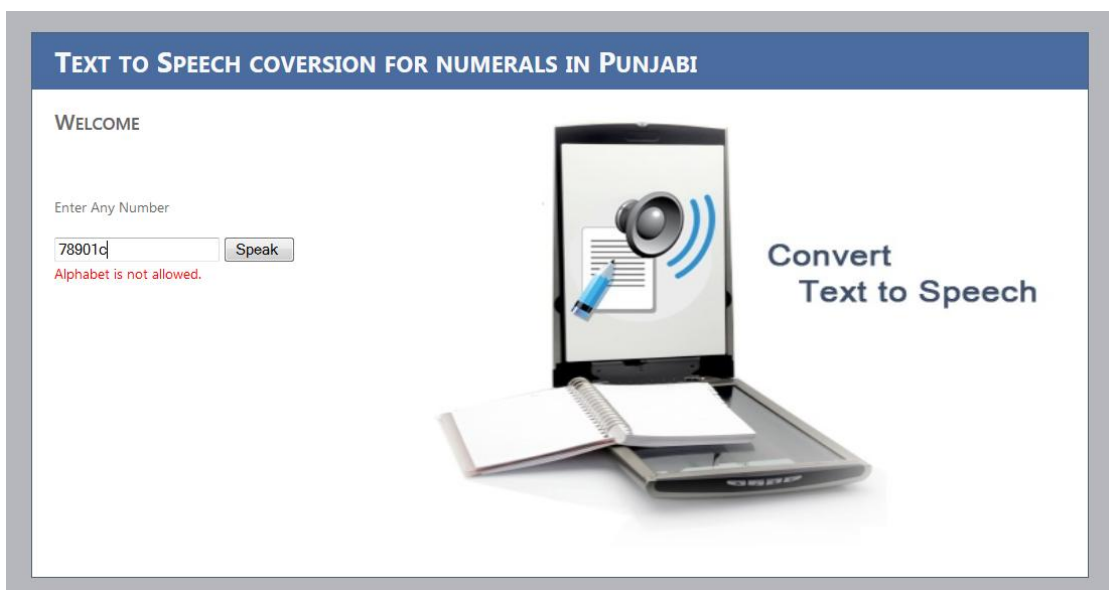 Text to Speech coversion for numerals in Punjabi
Welcome
Enter Any Number
78901c
Speak
Alphabet is not allowed.
Convert
Text to Speech